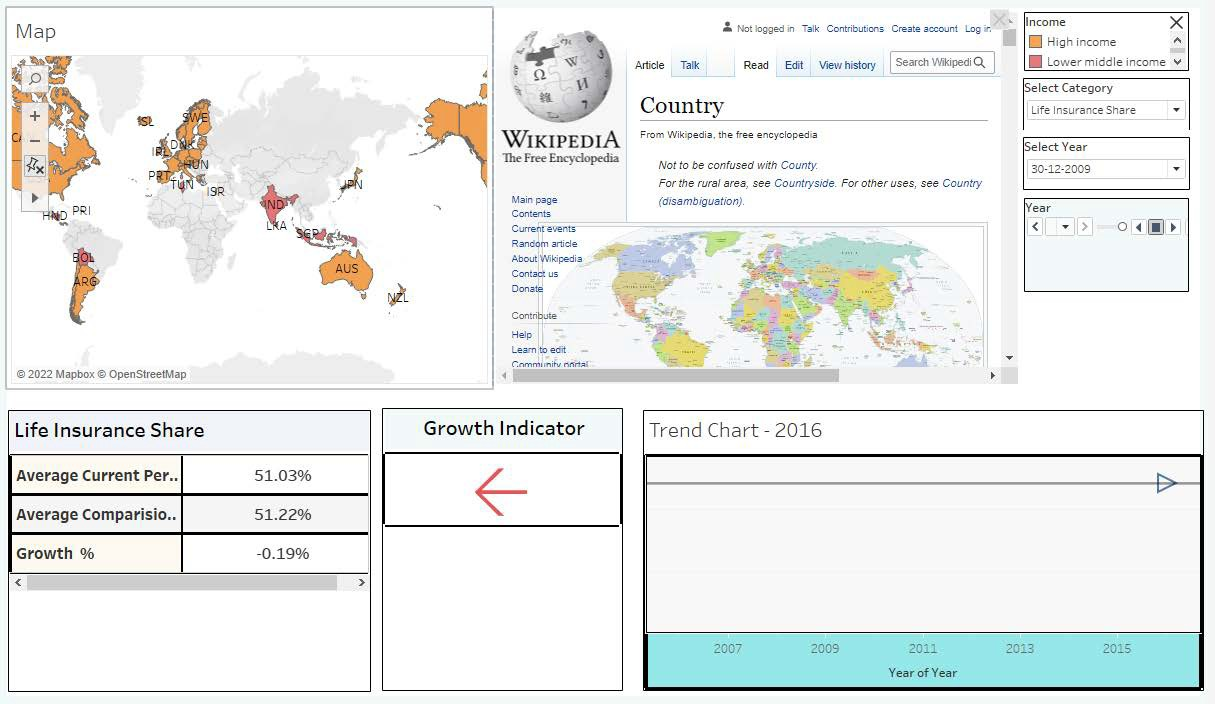 Map
ISL
SWE
CA
IRL
DNK
HUN
PRT
TUN
ISR
JPN
HND
PRI
IND
LKA
SGP
BOL
AUS
ARG
NZL
© 2022 Mapbox © OpenStreetMap
WIKIPEDIA
The Free Encyclopedia
Main page
Contents
Current events
Random article
About Wikipedia
Contact us
Donate
Contribute
Help
Learn to edit
Community portal
Not logged in Talk Contributions Create account Log in
Article Talk Read Edit View history Search Wikipedi
Country
From Wikipedia, the free encyclopedia
Not to be confused with County.
For the rural area, see Countryside. For other uses, see Country
(disambiguation).
Income
High income
Lower middle income
Select Category
Life Insurance Share
Select Year
30-12-2009
Year
Life Insurance Share
Average Current Per.. 51.03%
Average Comparisio.. 51.22%
Growth % -0.19%
Growth Indicator
Trend Chart - 2016
2007 2009 2011 2013 2015
Year of Year